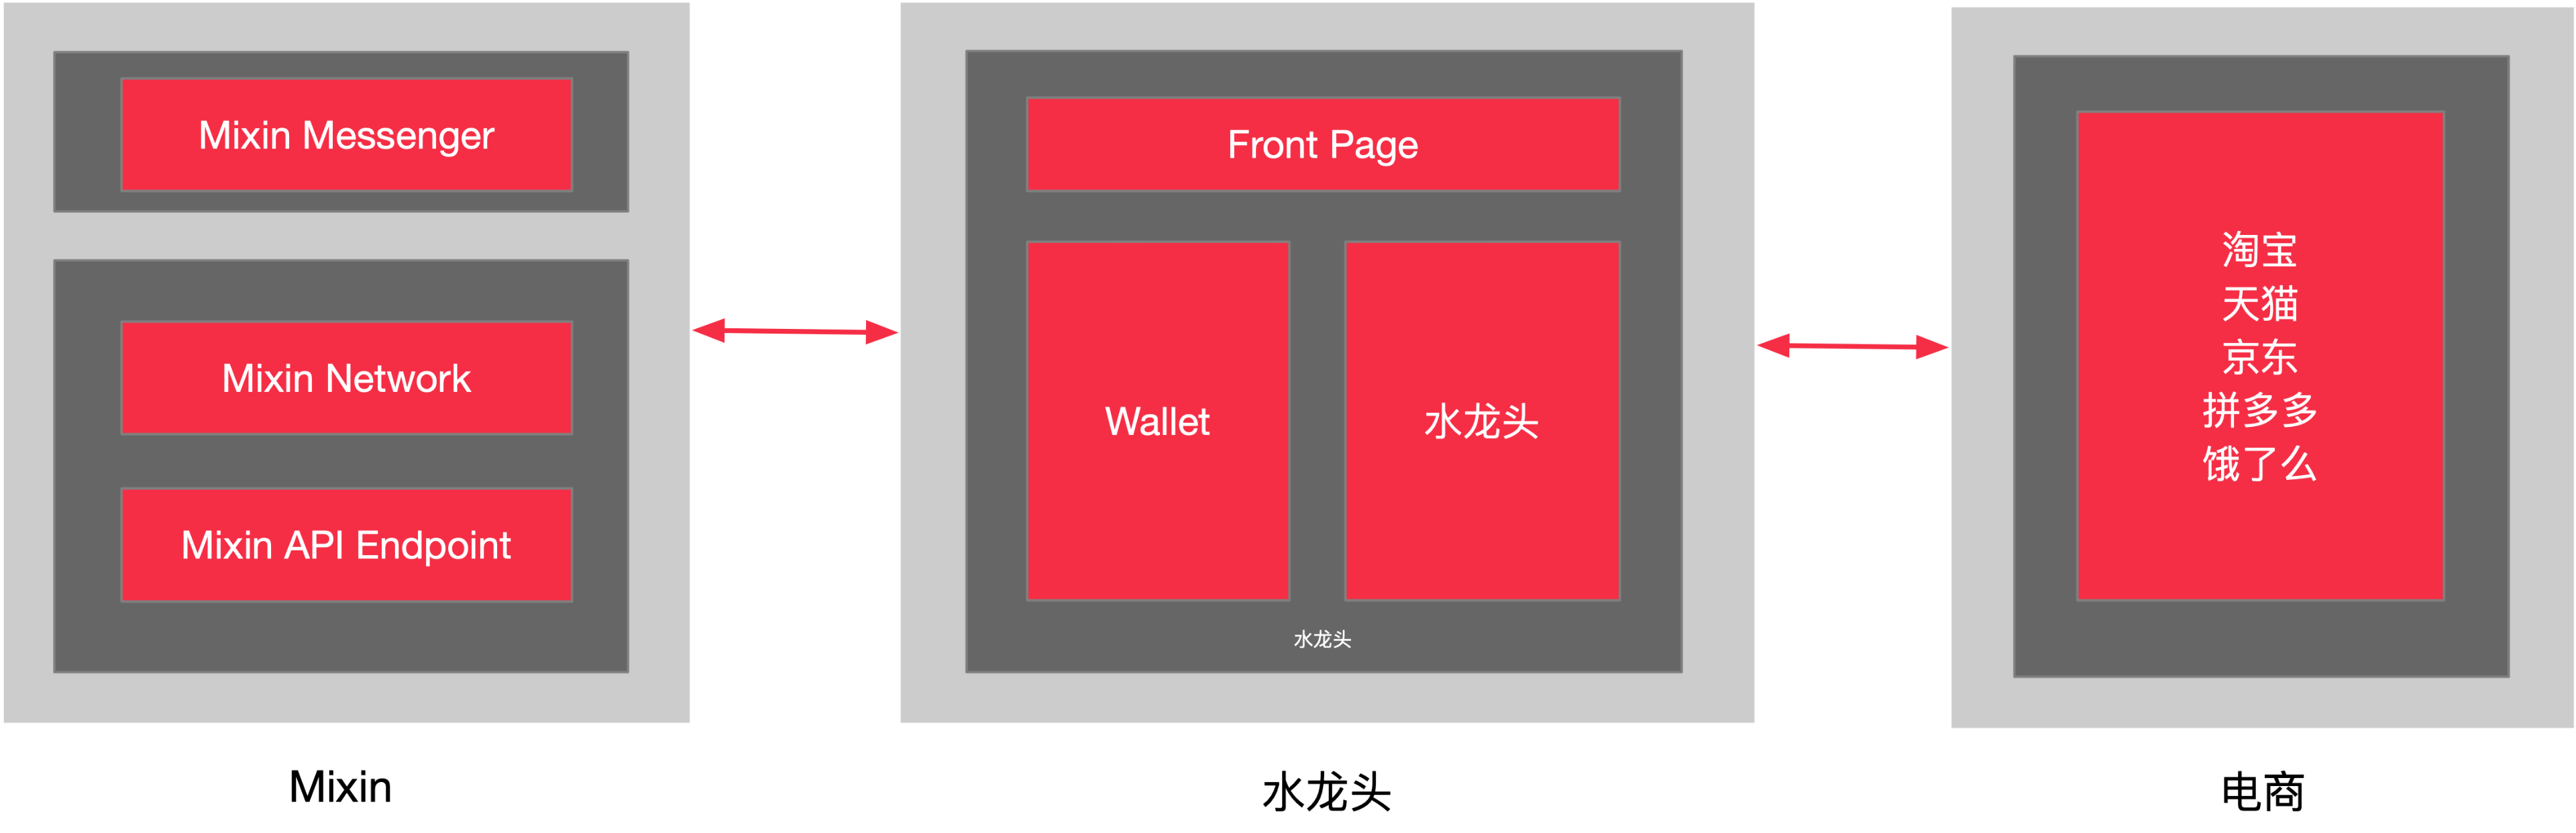 Mixin Messenger
Mixin Network
Mixin API Endpoint
Mixin
Front Page
Wallet
水龙头
水龙头
水龙头
淘宝
天猫
京东
拼多多
饿了么
电商